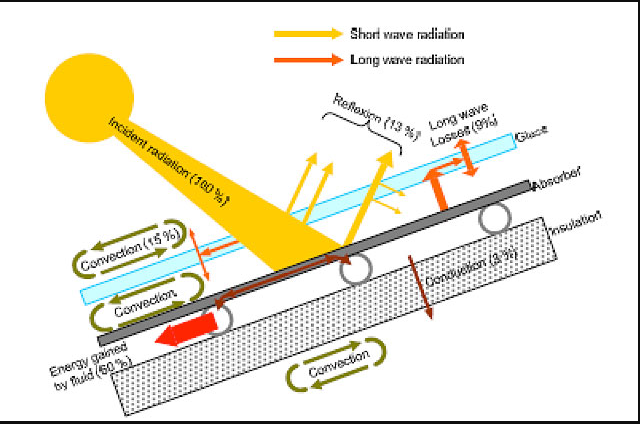 Short wave radiation
Long wave radiation
Incident radiation (100 %)
Reflexion (13 %)
Long wave
Losses (9%)
Glass
Absorber
Insulation
Convection (15 %)
Convection
Conduction (3 %)
Energy gained
by fluid (60 %)
Convection